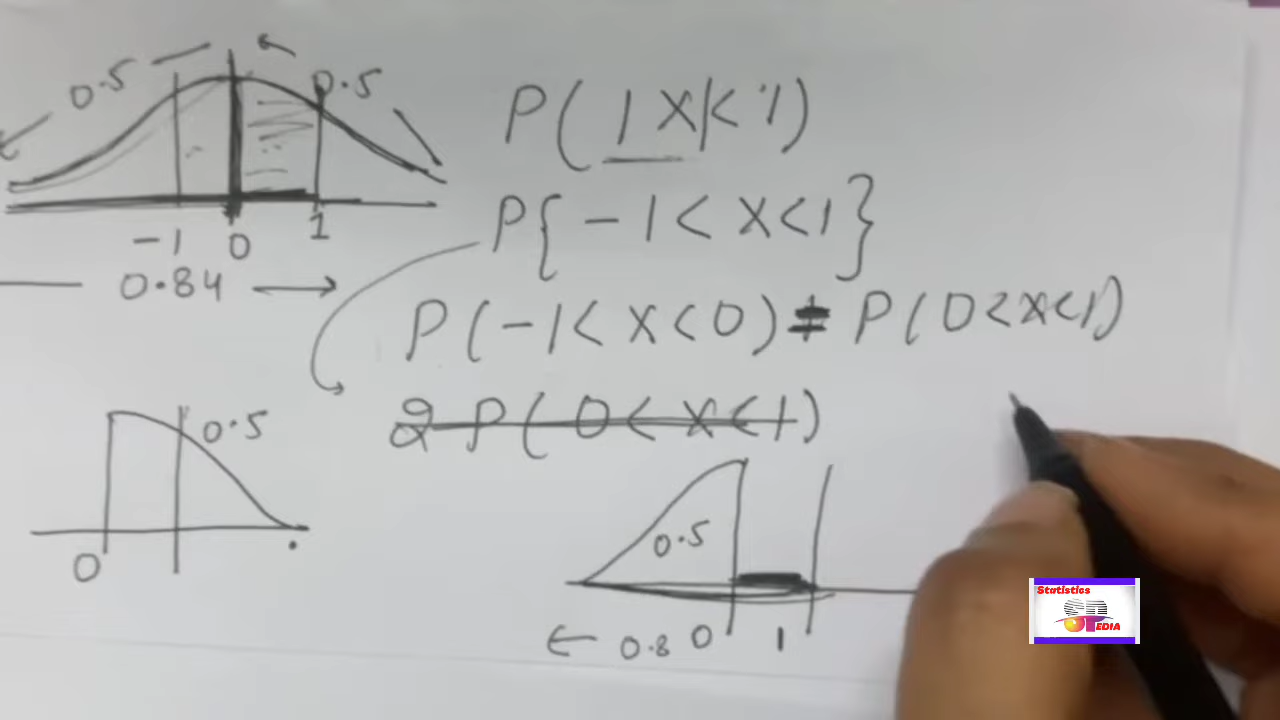 0.5
0.5
P(|X|<1)
P{-1<X<1}
-1 0 1
0.84
P(-1<X<0) + P(0<X<1)
2 P(0<X<1)
0.5
0
0.5
0.8 0 1
Statistics
PEDIA